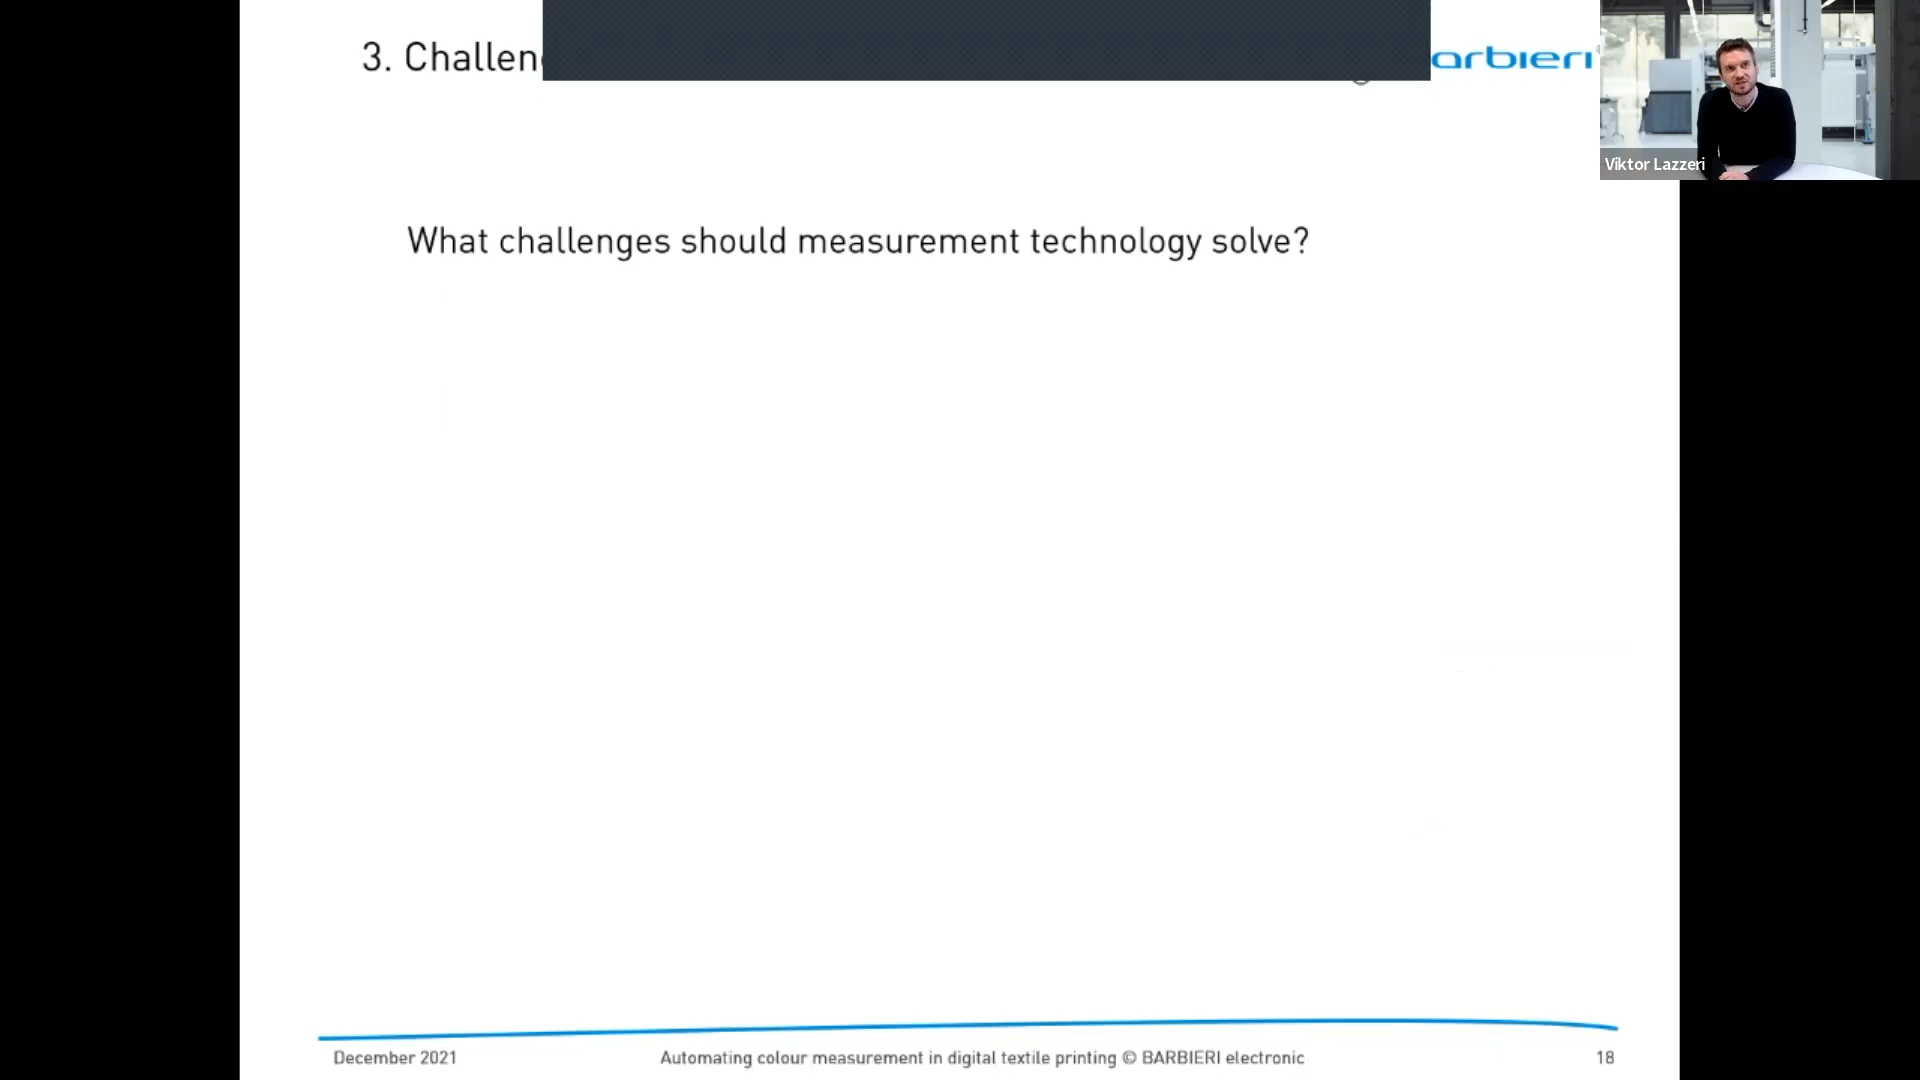 3. Challen
arbieri
Viktor Lazzeri
What challenges should measurement technology solve?
December 2021
Automating colour measurement in digital textile printing © BARBIERI electronic
18